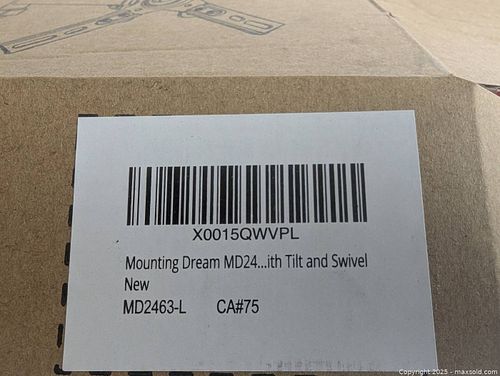 X0015QWVPL
Mounting Dream MD24...ith Tilt and Swivel
New
MD2463-L CA#75
Copyright 2025 - maxsold.com